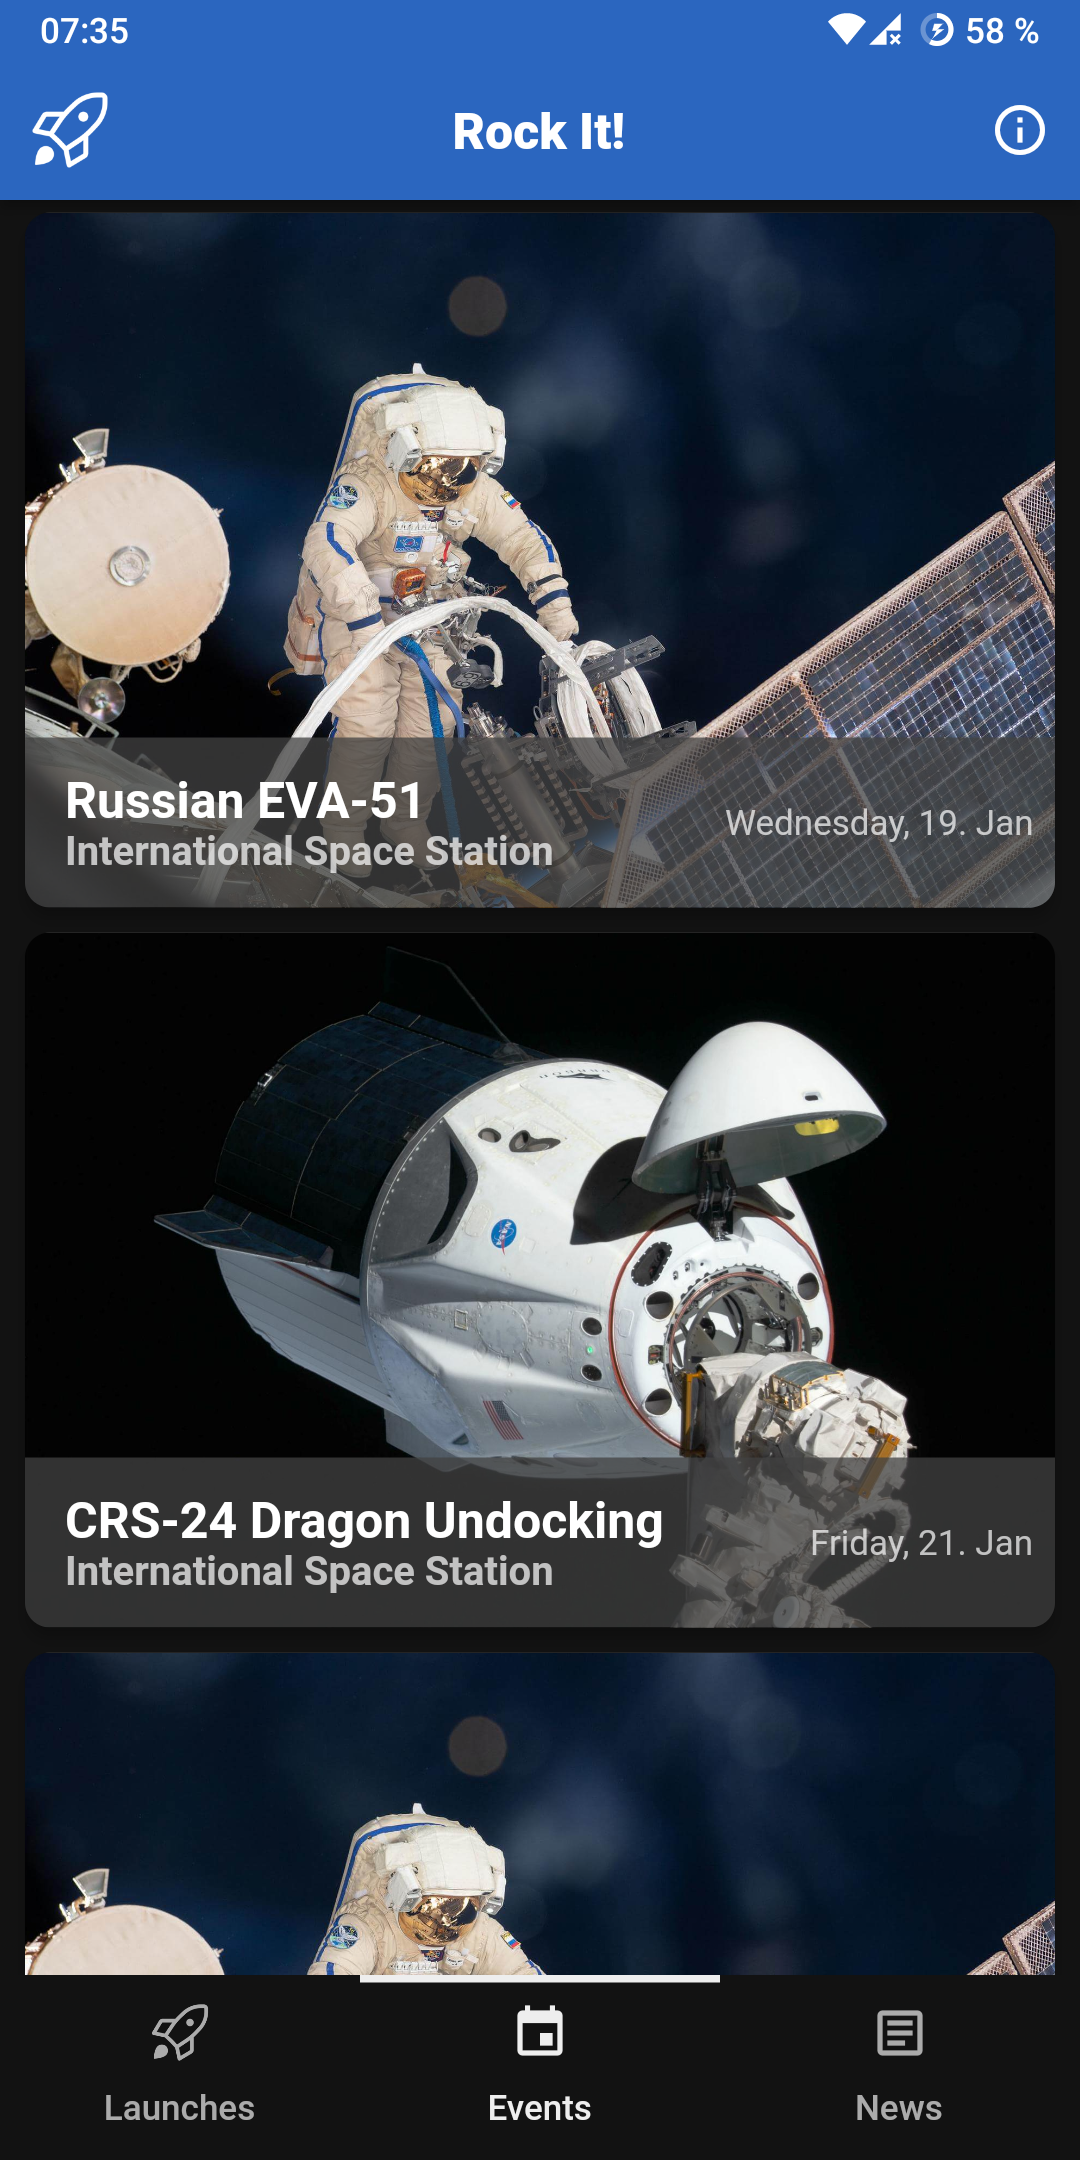 07:35
58 %
Rock It!
Russian EVA-51
International Space Station
Wednesday, 19. Jan
NASA
CRS-24 Dragon Undocking
International Space Station
Friday, 21. Jan
Launches
Events
News